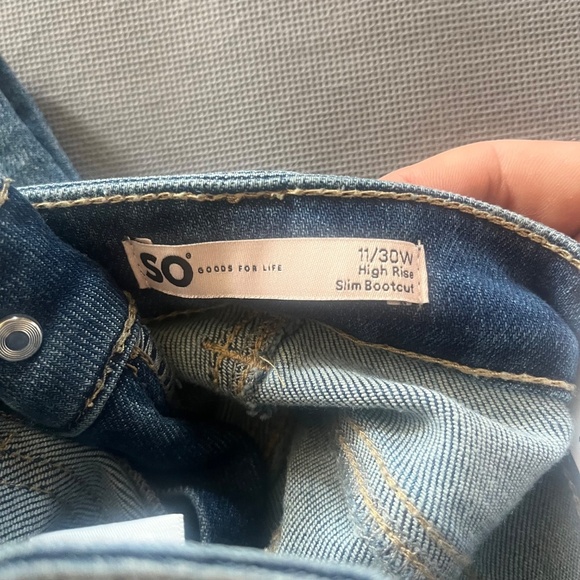 SO
GOODS FOR LIFE
11/30W
High Rise
Slim Bootcut